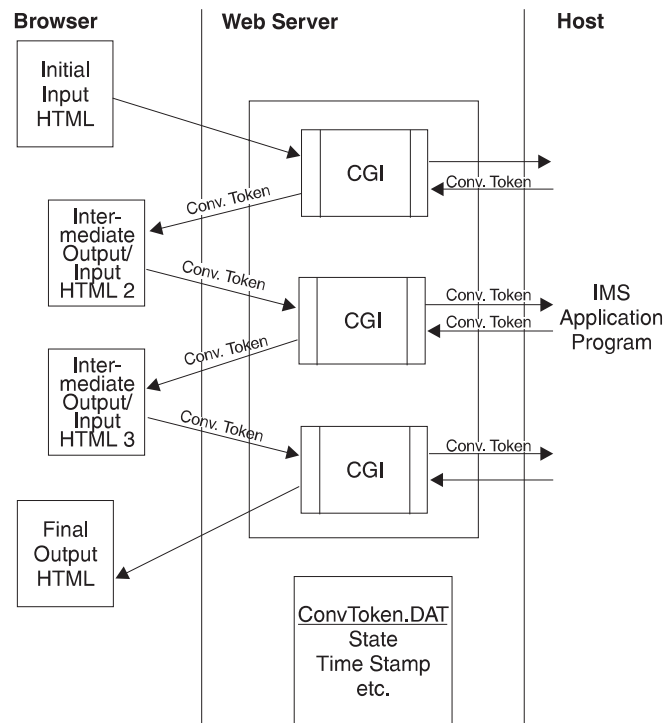 Browser
Web Server
Host
Initial
Input
HTML
CGI
Conv. Token
Conv. Token
Inter-
mediate
Output/
Input
HTML 2
Conv. Token
CGI
Conv. Token
Conv. Token
IMS
Application
Program
Conv. Token
Inter-
mediate
Output/
Input
HTML 3
Conv. Token
CGI
Conv. Token
Final
Output
HTML
ConvToken.DAT
State
Time Stamp
etc.